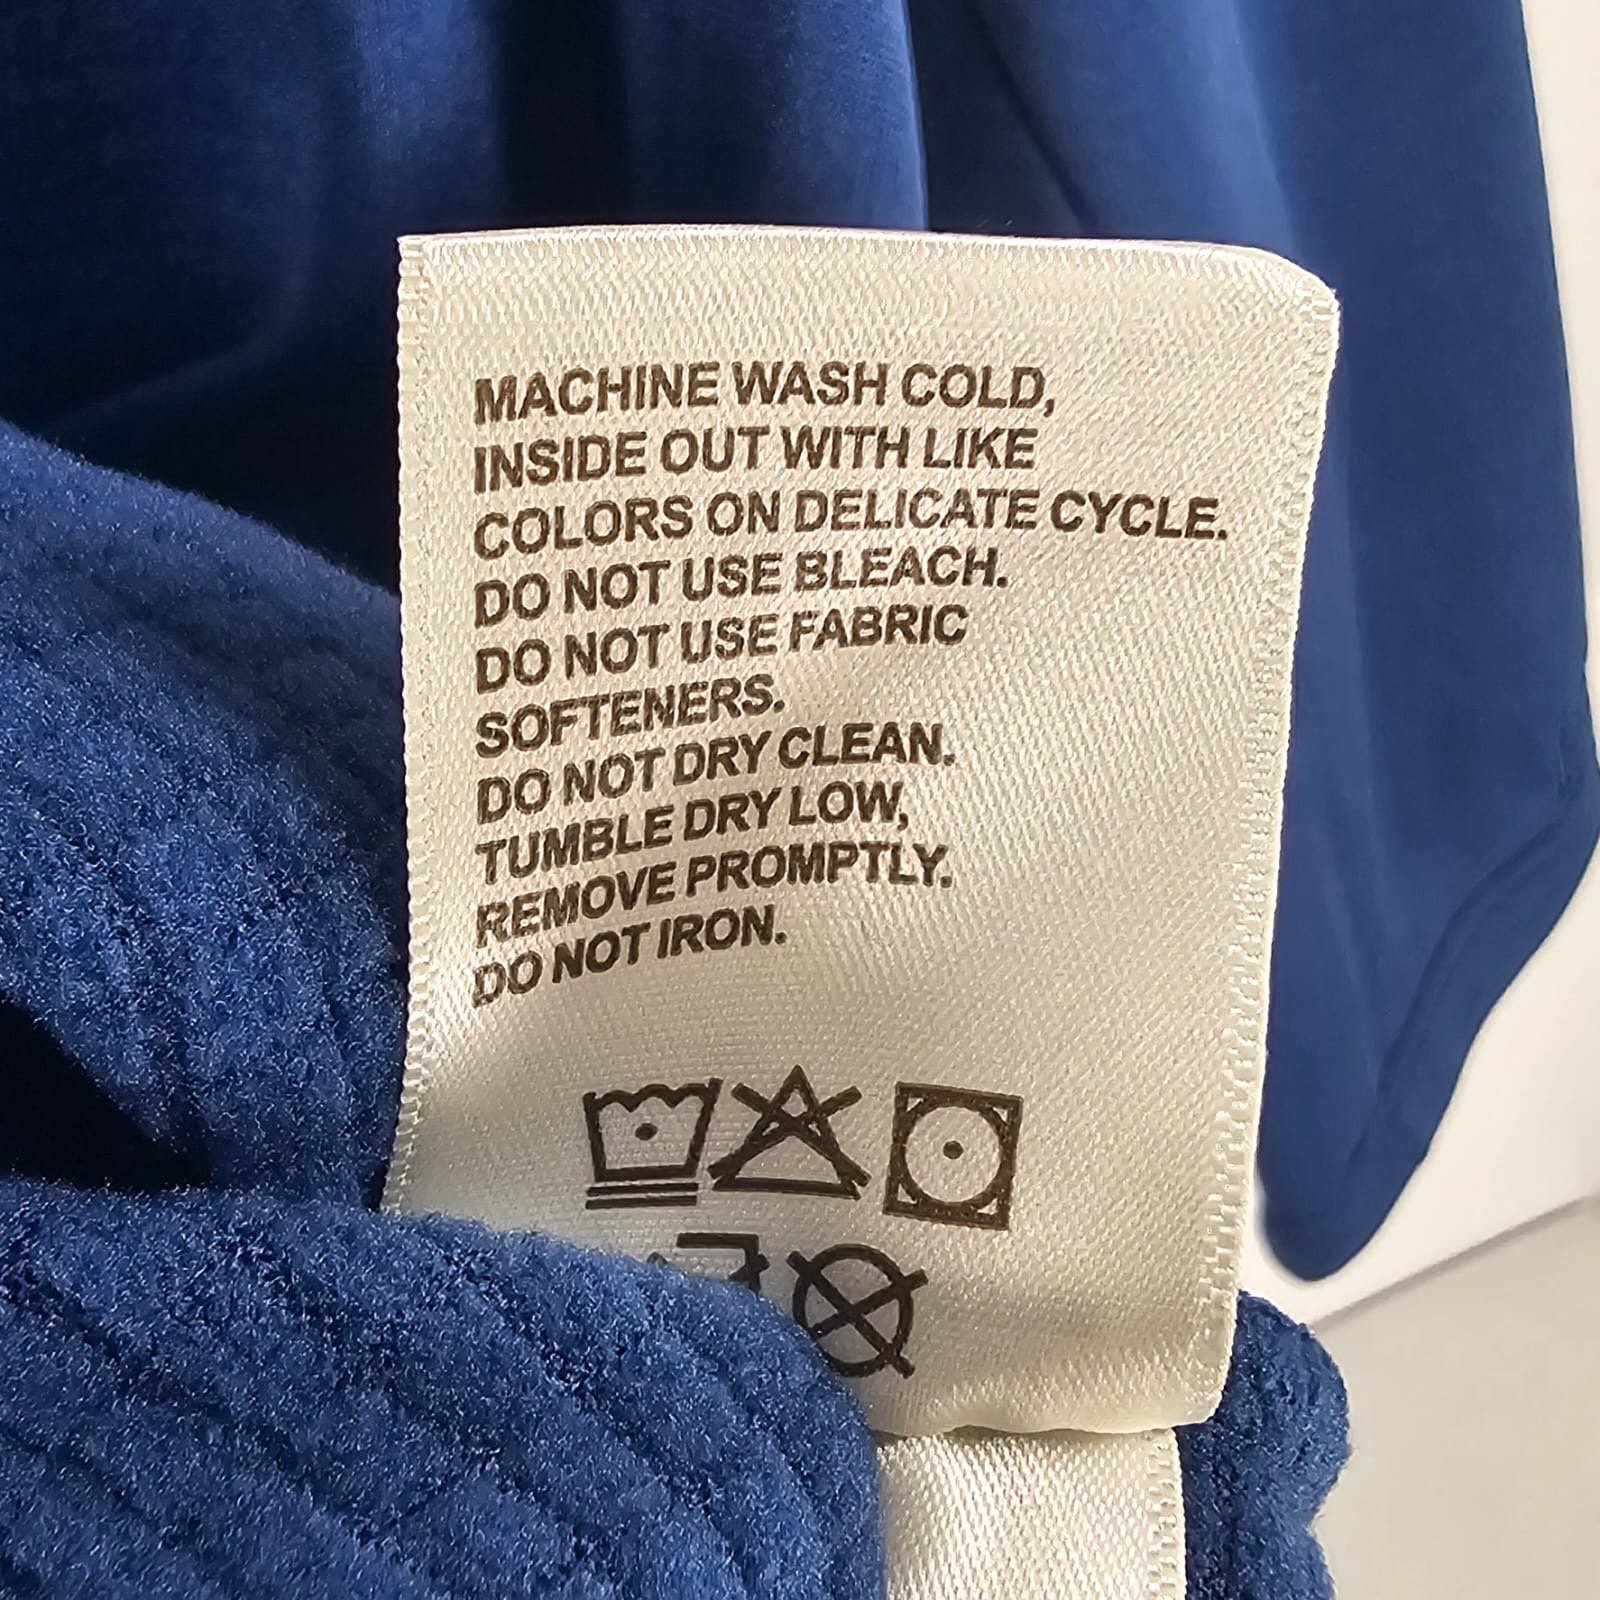 MACHINE WASH COLD,
INSIDE OUT WITH LIKE
COLORS ON DELICATE CYCLE.
DO NOT USE BLEACH.
DO NOT USE FABRIC
SOFTENERS.
DO NOT DRY CLEAN.
TUMBLE DRY LOW,
REMOVE PROMPTLY.
DO NOT IRON.